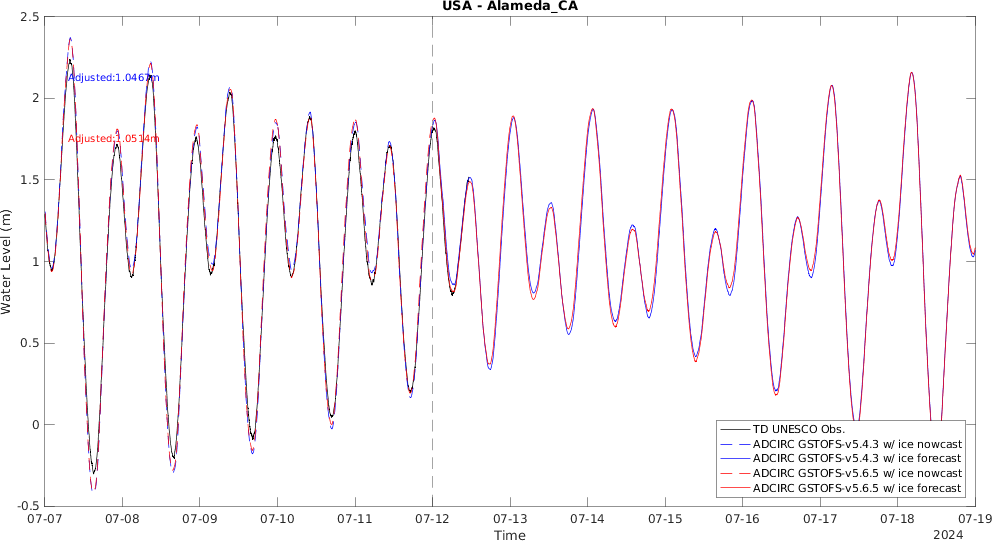 USA - Alameda_CA
2.5
2
1.5
1
0.5
0
-0.5
Water Level (m)
Adjusted:1.0467m
Adjusted:1.0514m
TD UNESCO Obs.
ADCIRC GSTOFS-v5.4.3 w/ ice nowcast
ADCIRC GSTOFS-v5.4.3 w/ ice forecast
ADCIRC GSTOFS-v5.6.5 w/ ice nowcast
ADCIRC GSTOFS-v5.6.5 w/ ice forecast
07-07 07-08 07-09 07-10 07-11 07-12 07-13 07-14 07-15 07-16 07-17 07-18 07-19
Time
2024